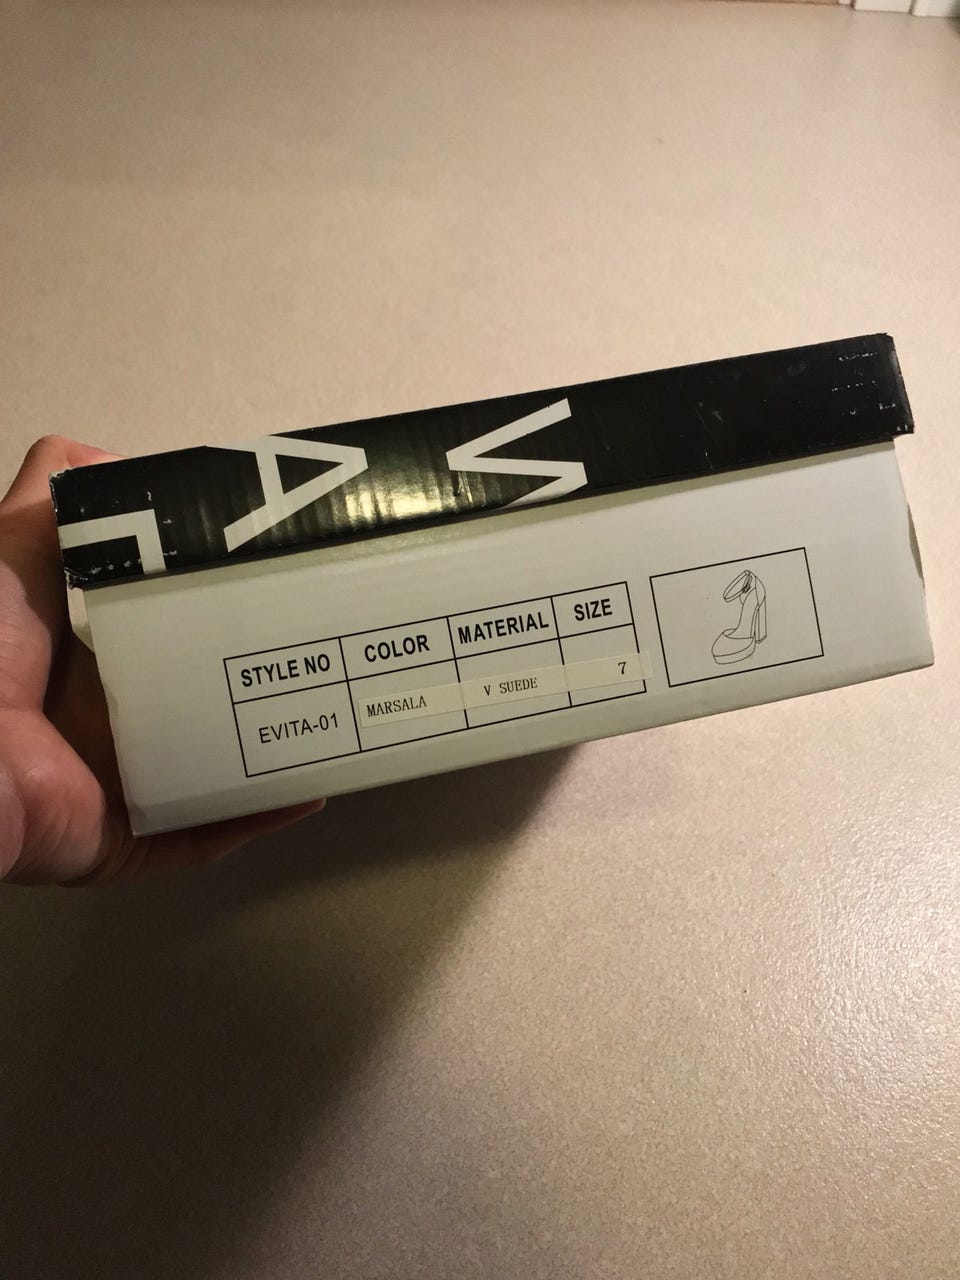 STYLE NO COLOR MATERIAL SIZE
EVITA-01 MARSALA V SUEDE 7